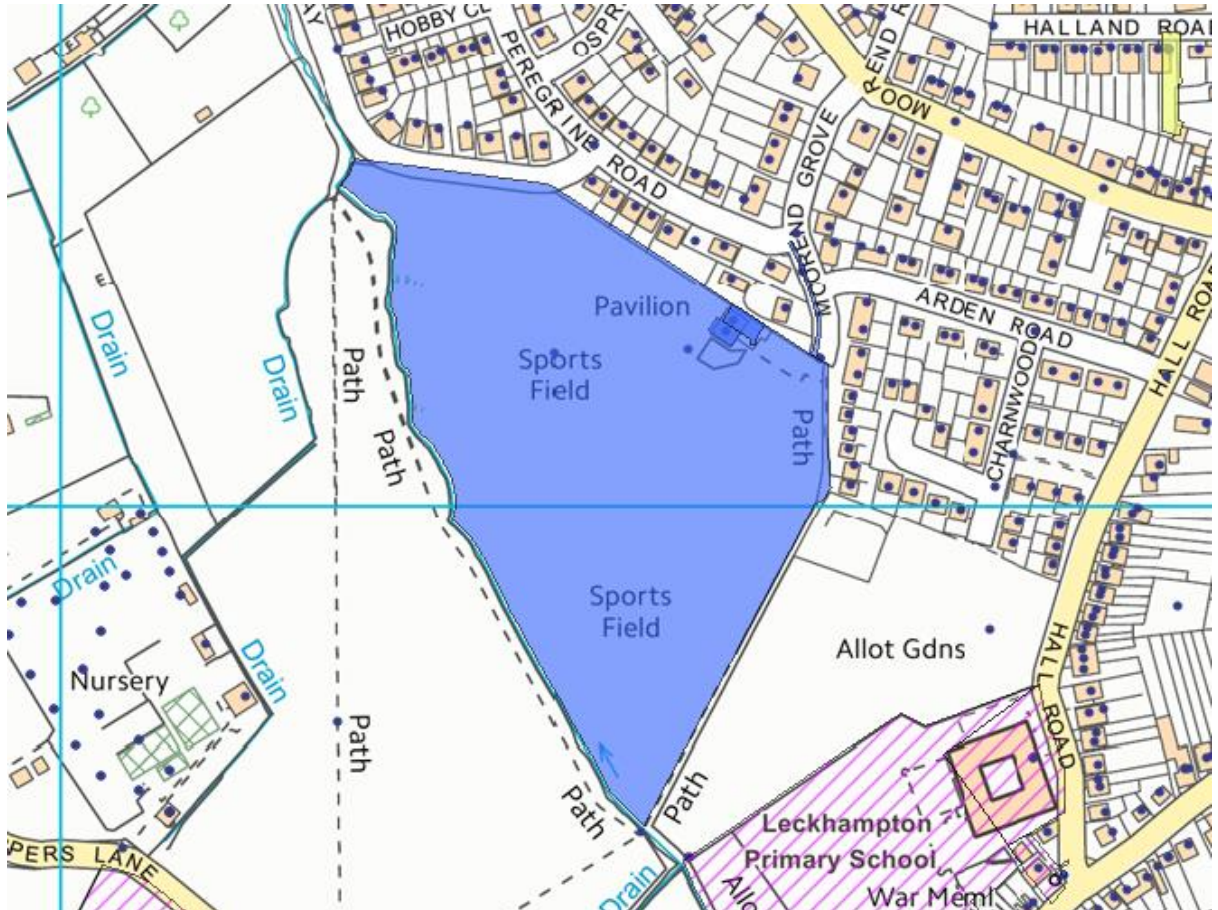 AY
HOBBY CL
OSPR
PEREGRINE ROAD
MOOREND R
HALLAND ROAD
MOOREND GROVE
ARDEN ROAD
CHARNWOOD
HALL ROAD
E
Drain
Drain
Path
Path
Pavilion
Sports
Field
Path
Drain
Nursery
Drain
Path
Sports
Field
Allot Gdns
HALL ROAD
Path
Path
Leckhampton
Primary School
War Meml
Allo
Drain
PERS LANE